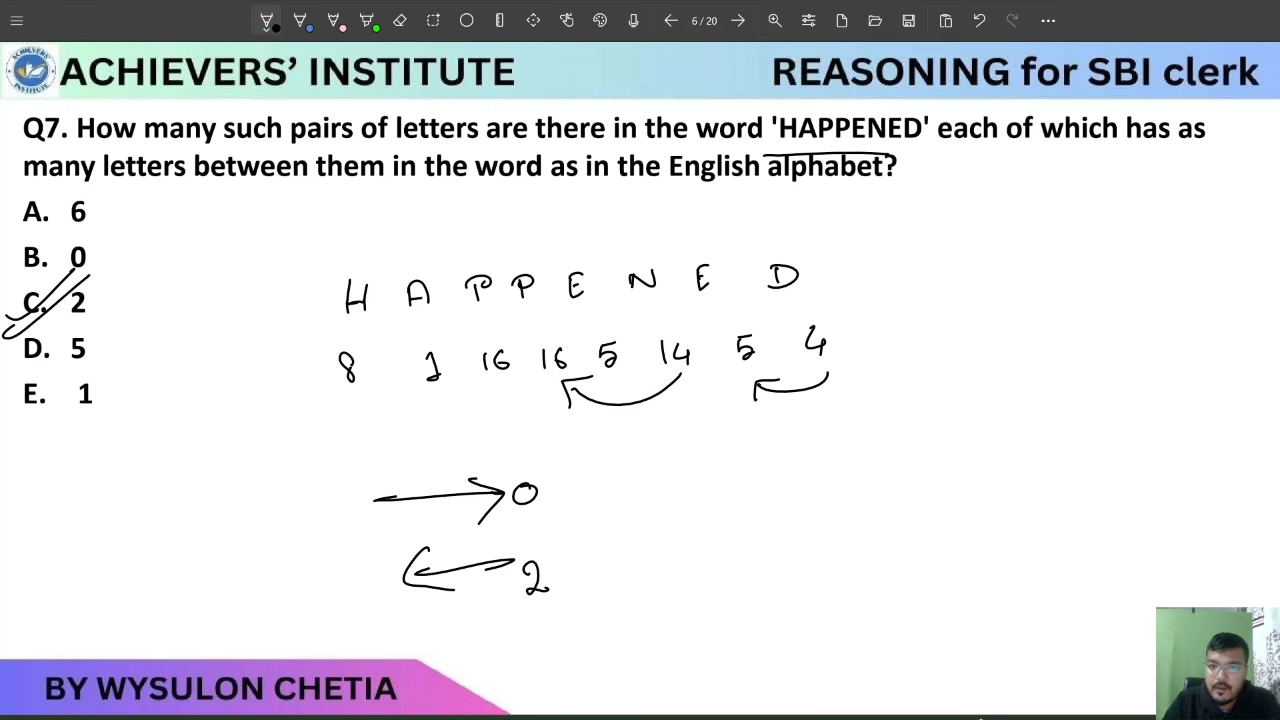 6 / 20
ACHIEVERS' INSTITUTE
REASONING for SBI clerk
Q7. How many such pairs of letters are there in the word 'HAPPENED' each of which has as
many letters between them in the word as in the English alphabet?
A. 6
B. 0
C. 2
D. 5
E. 1
H A P P E N E D
8 1 16 16 5 14 5 4
0
2
BY WYSULON CHETIA